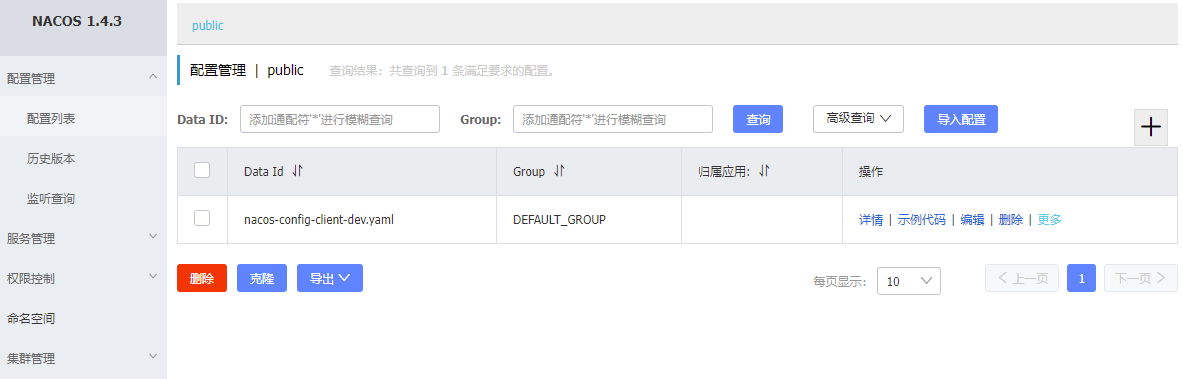 NACOS 1.4.3
配置管理
配置列表
历史版本
监听查询
服务管理
权限控制
命名空间
集群管理
public
配置管理 | public 查询结果：共查询到 1 条满足要求的配置。
Data ID: 添加通配符'*'进行模糊查询 Group: 添加通配符'*'进行模糊查询 查询 高级查询 导入配置
Data Id Group 归属应用: 操作
nacos-config-client-dev.yaml DEFAULT_GROUP 详情 | 示例代码 | 编辑 | 删除 | 更多
删除 克隆 导出 每页显示: 10 上一页 1 下一页